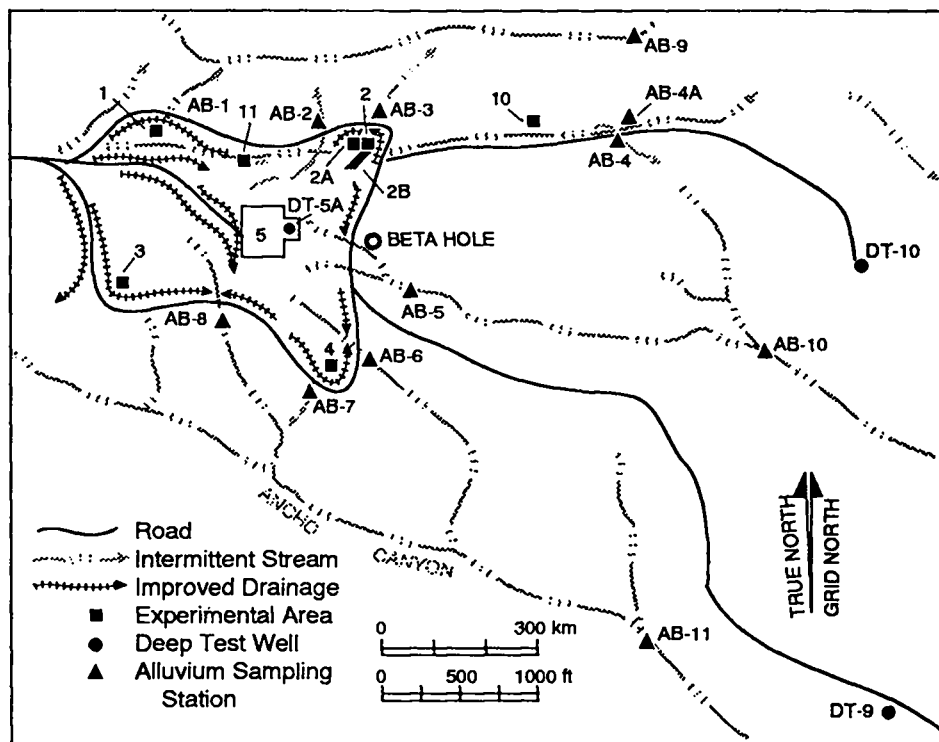 AB-9
1
AB-1
11
AB-2
2
AB-3
10
AB-4A
AB-4
2A
2B
DT-5A
5
BETA HOLE
DT-10
3
AB-8
AB-5
AB-10
4
AB-6
AB-7
ANCHO
CANYON
TRUE NORTH
GRID NORTH
Road
Intermittent Stream
Improved Drainage
Experimental Area
Deep Test Well
Alluvium Sampling
Station
0 300 km
0 500 1000 ft
AB-11
DT-9